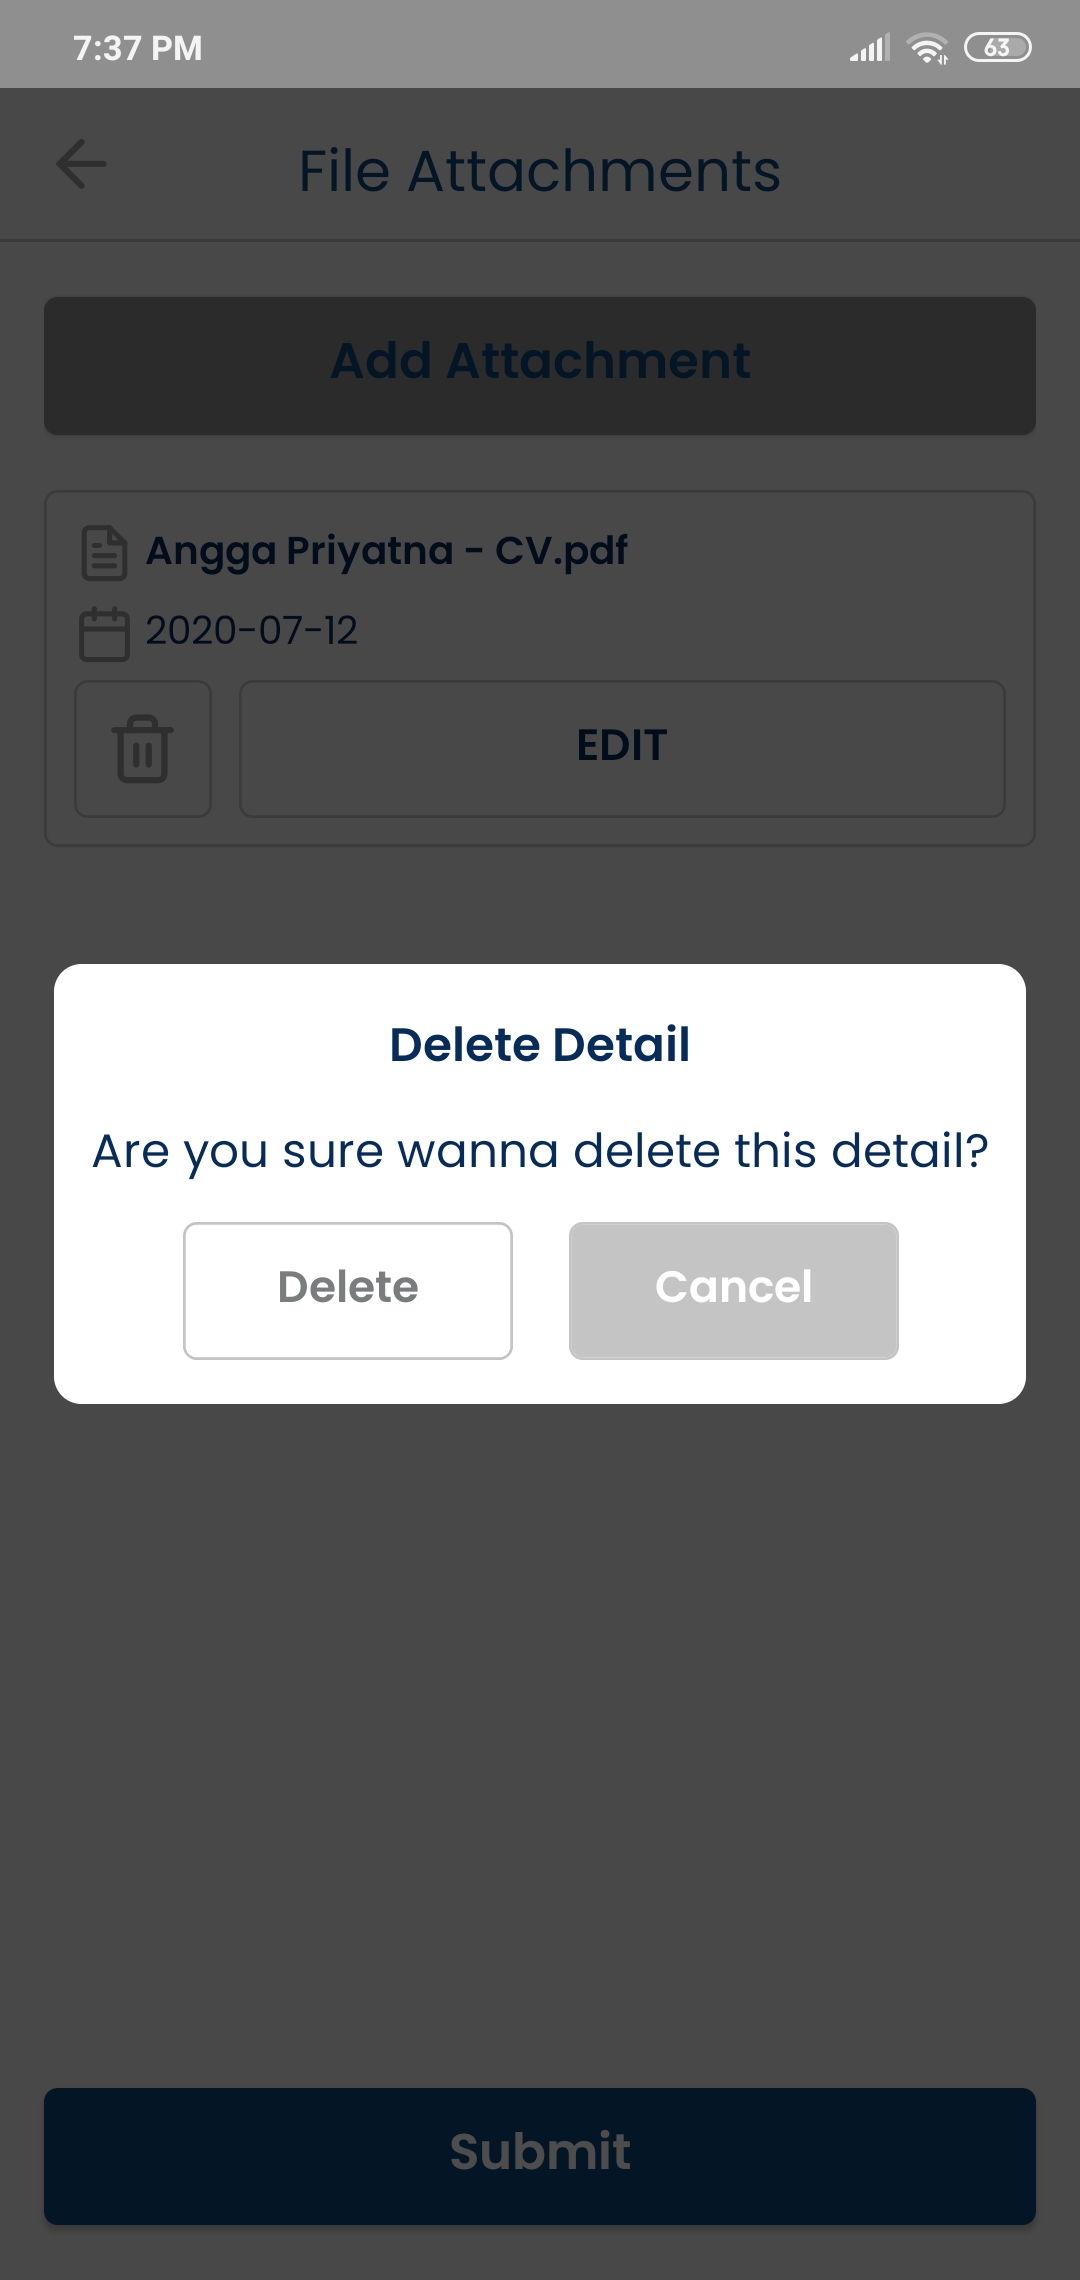 7:37 PM
63
File Attachments
Add Attachment
Angga Priyatna - CV.pdf
2020-07-12
EDIT
Delete Detail
Are you sure wanna delete this detail?
Delete
Cancel
Submit